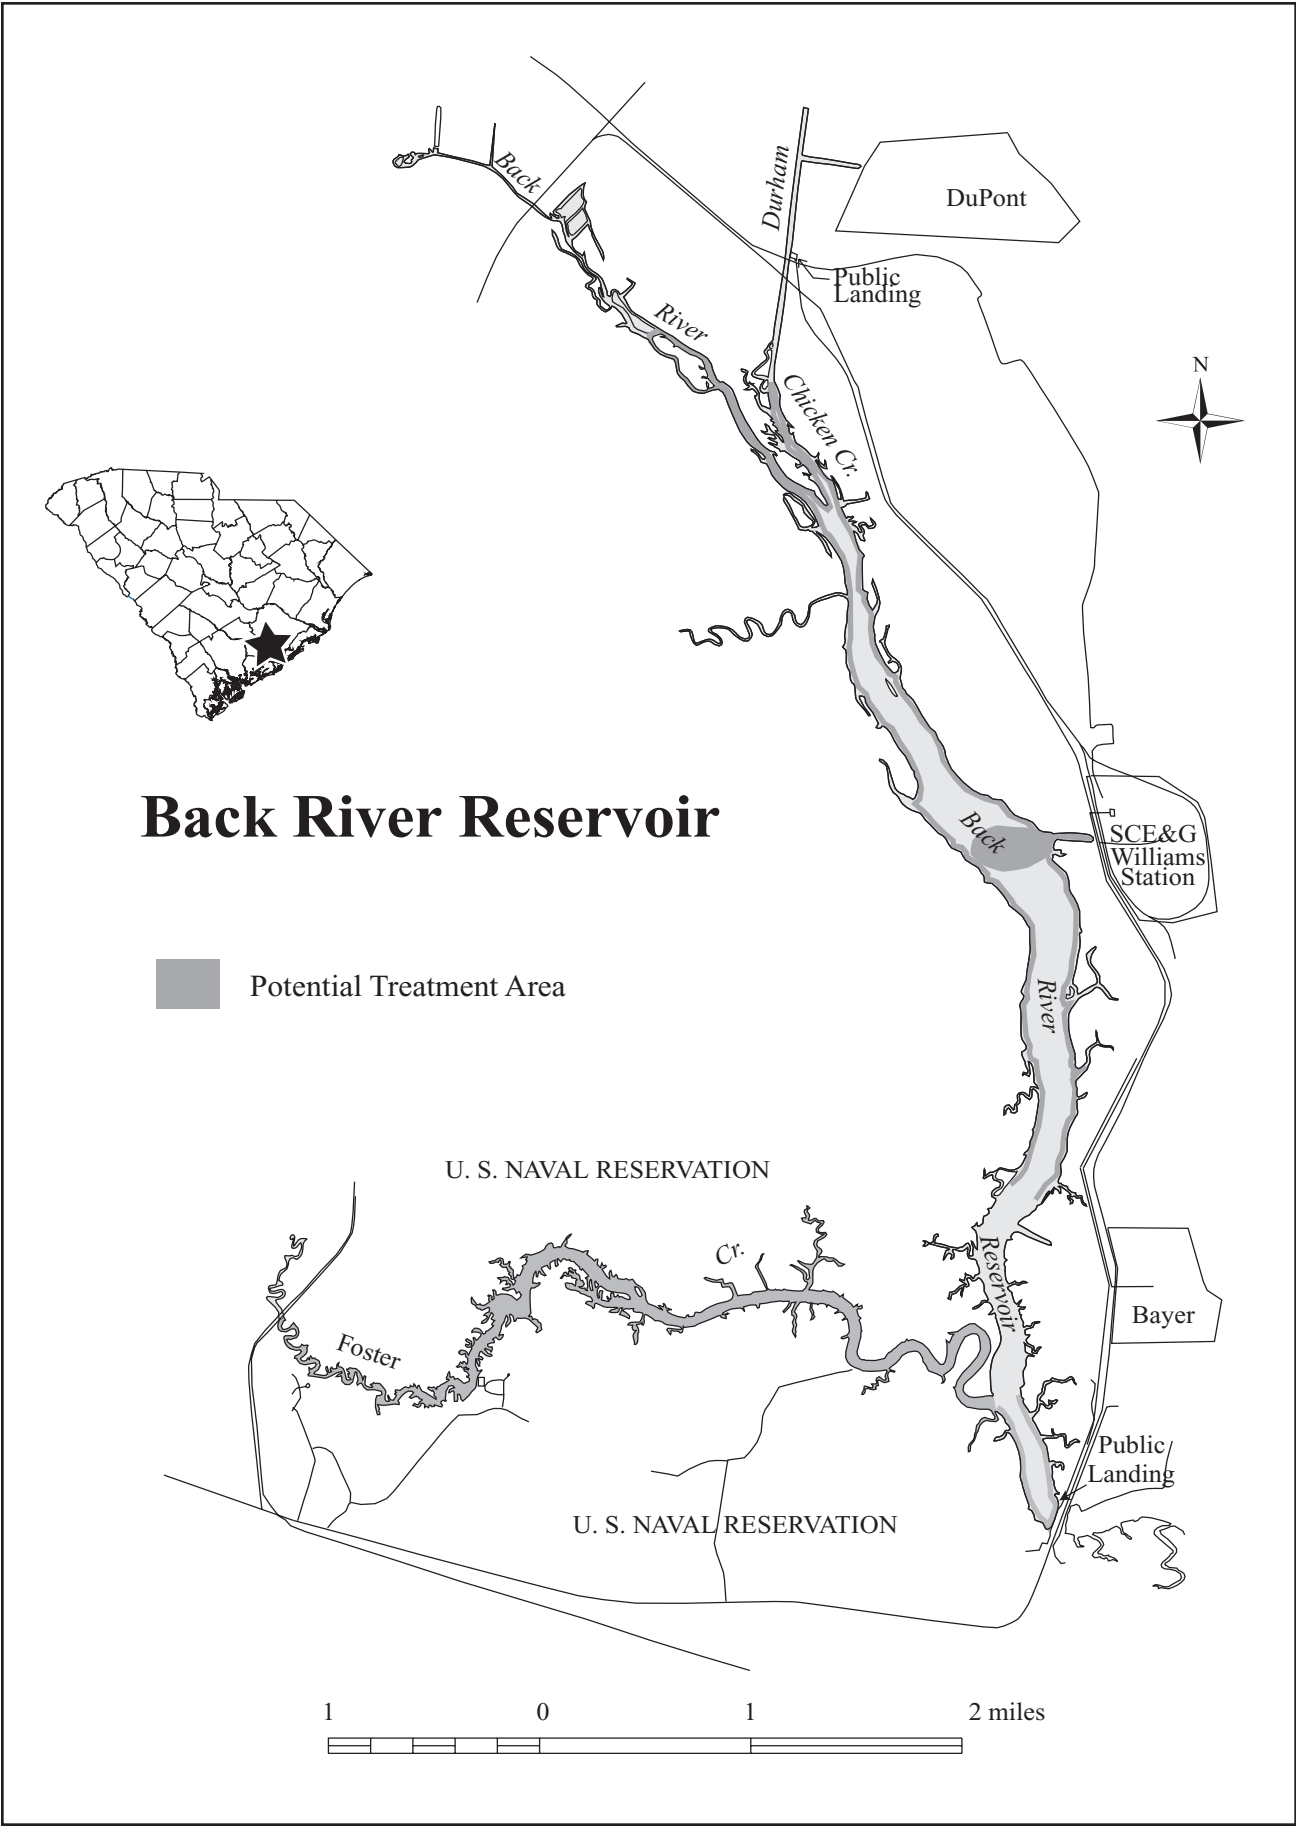 Back
Durham
DuPont
Public
Landing
River
Chicken Cr.
N
Back River Reservoir
Back
SCE&G
Williams
Station
Potential Treatment Area
River
U. S. NAVAL RESERVATION
Cr.
Reservoir
Bayer
Foster
Public
Landing
U. S. NAVAL RESERVATION
1 0 1 2 miles